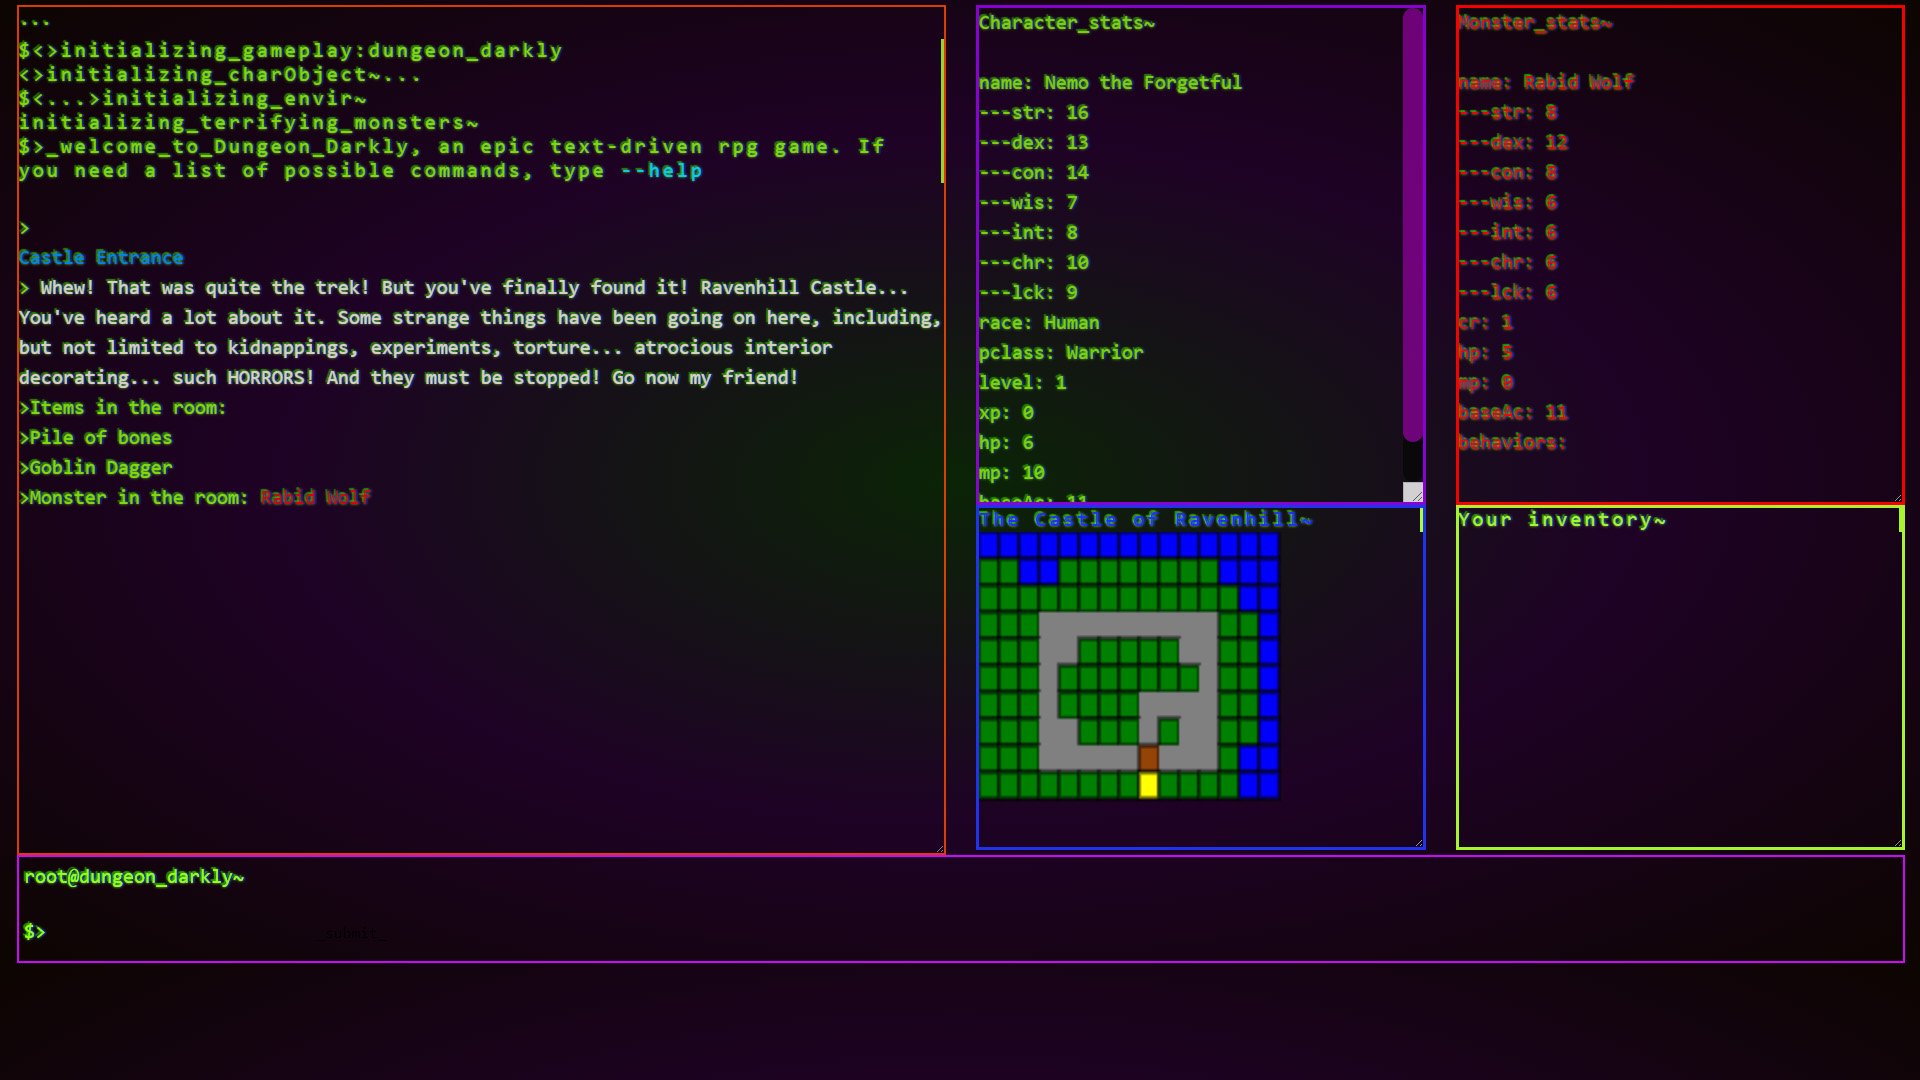 ...
$<>initializing_gameplay:dungeon_darkly
<>initializing_charObject~...
$<...>initializing_envir~
initializing_terrifying_monsters~
$>_welcome_to_Dungeon_Darkly, an epic text-driven rpg game. If
you need a list of possible commands, type --help
>
Castle Entrance
> Whew! That was quite the trek! But you've finally found it! Ravenhill Castle...
You've heard a lot about it. Some strange things have been going on here, including,
but not limited to kidnappings, experiments, torture... atrocious interior
decorating... such HORRORS! And they must be stopped! Go now my friend!
>Items in the room:
>Pile of bones
>Goblin Dagger
>Monster in the room: Rabid Wolf
Character_stats~
name: Nemo the Forgetful
---str: 16
---dex: 13
---con: 14
---wis: 7
---int: 8
---chr: 10
---lck: 9
race: Human
pclass: Warrior
level: 1
xp: 0
hp: 6
mp: 10
baseAc: 11
Monster_stats~
name: Rabid Wolf
---str: 8
---dex: 12
---con: 8
---wis: 6
---int: 6
---chr: 6
---lck: 6
cr: 1
hp: 5
mp: 0
baseAc: 11
behaviors:
The Castle of Ravenhill~
Your inventory~
root@dungeon_darkly~
$>
_submit_